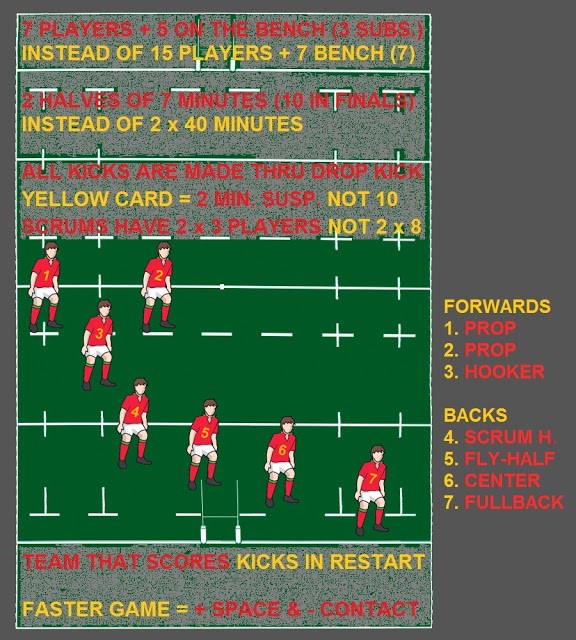 7 PLAYERS + 5 ON THE BENCH (3 SUBS.)
INSTEAD OF 15 PLAYERS + 7 BENCH (7)
2 HALVES OF 7 MINUTES (10 IN FINALS)
INSTEAD OF 2 x 40 MINUTES
ALL KICKS ARE MADE THRU DROP KICK
YELLOW CARD = 2 MIN. SUSP. NOT 10
SCRUMS HAVE 2 x 3 PLAYERS NOT 2 x 8
1
2
3
4
5
6
7
FORWARDS
1. PROP
2. PROP
3. HOOKER
BACKS
4. SCRUM H.
5. FLY-HALF
6. CENTER
7. FULLBACK
TEAM THAT SCORES KICKS IN RESTART
FASTER GAME = + SPACE & - CONTACT